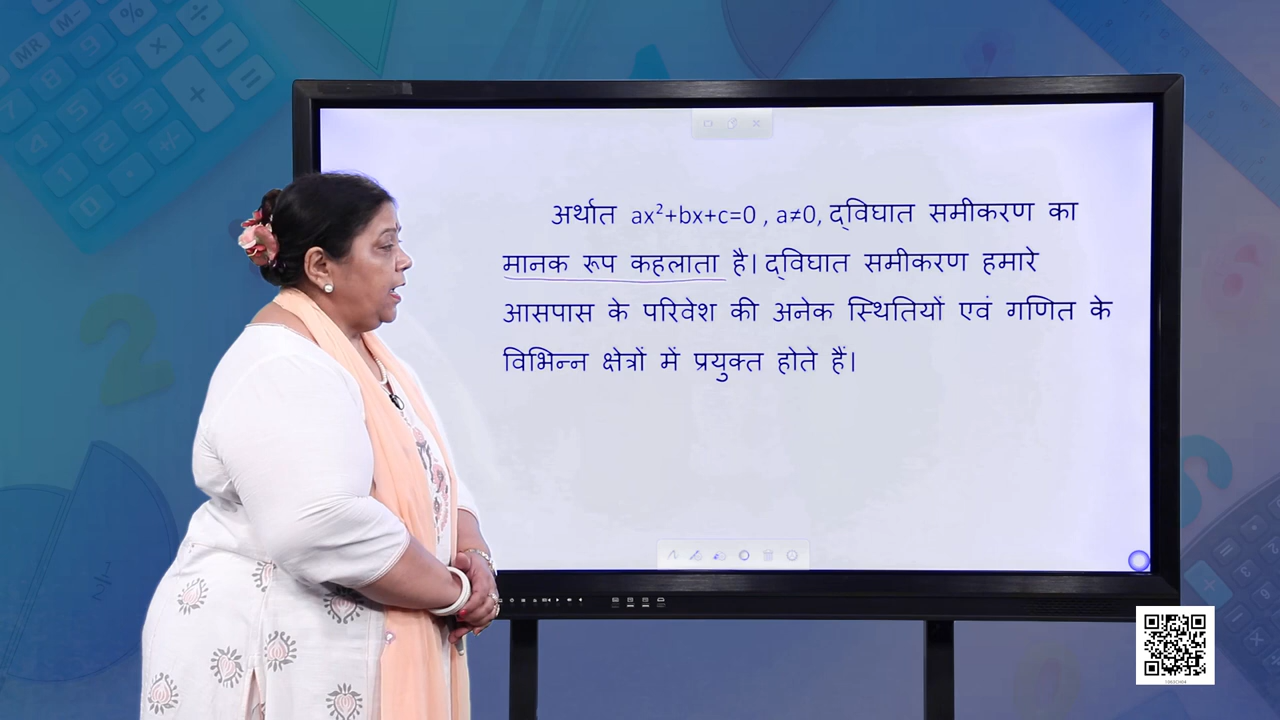 अर्थात ax²+bx+c=0 , a≠0, द्विघात समीकरण का
मानक रूप कहलाता है। द्विघात समीकरण हमारे
आसपास के परिवेश की अनेक स्थितियों एवं गणित के
विभिन्न क्षेत्रों में प्रयुक्त होते हैं।